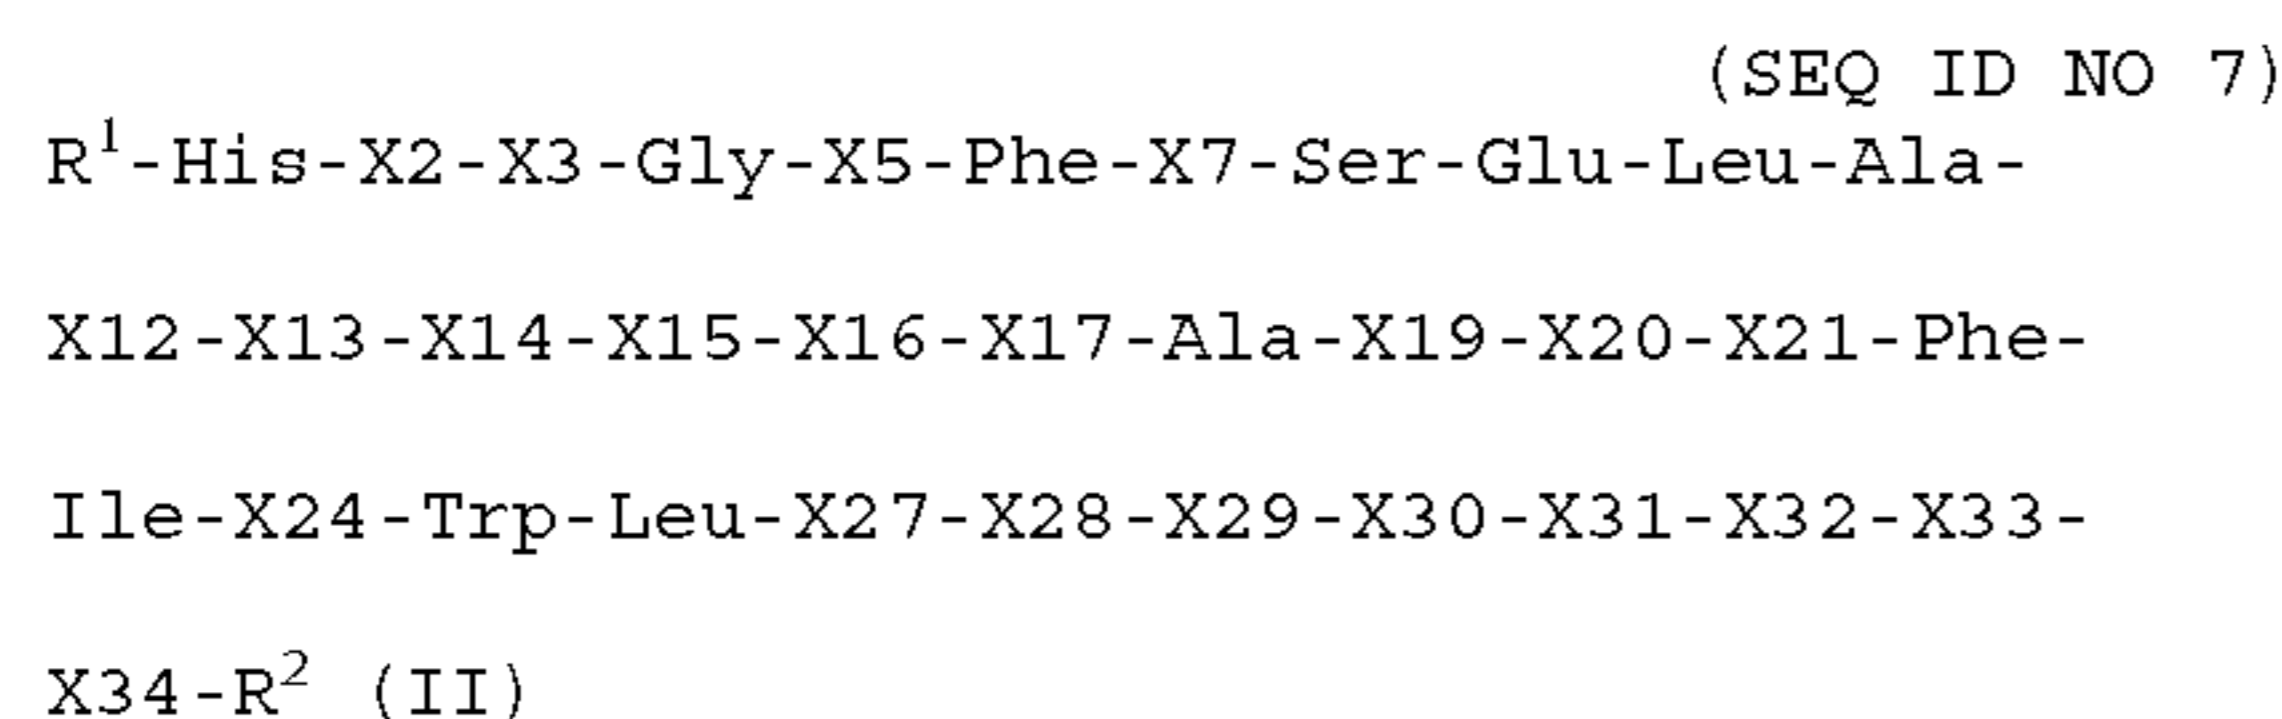 (SEQ ID NO 7)
R¹-His-X2-X3-Gly-X5-Phe-X7-Ser-Glu-Leu-Ala-
X12-X13-X14-X15-X16-X17-Ala-X19-X20-X21-Phe-
Ile-X24-Trp-Leu-X27-X28-X29-X30-X31-X32-X33-
X34-R² (II)